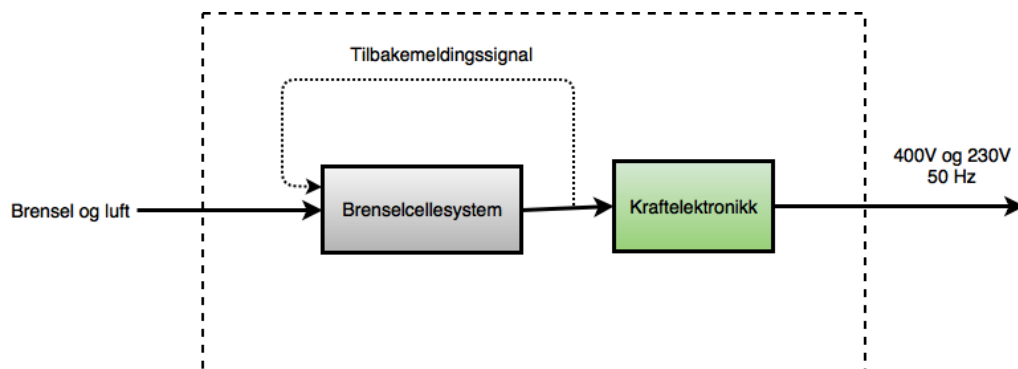 Tilbakemeldingssignal
400V og 230V
50 Hz
Brensel og luft
Brenselcellesystem
Kraftelektronikk